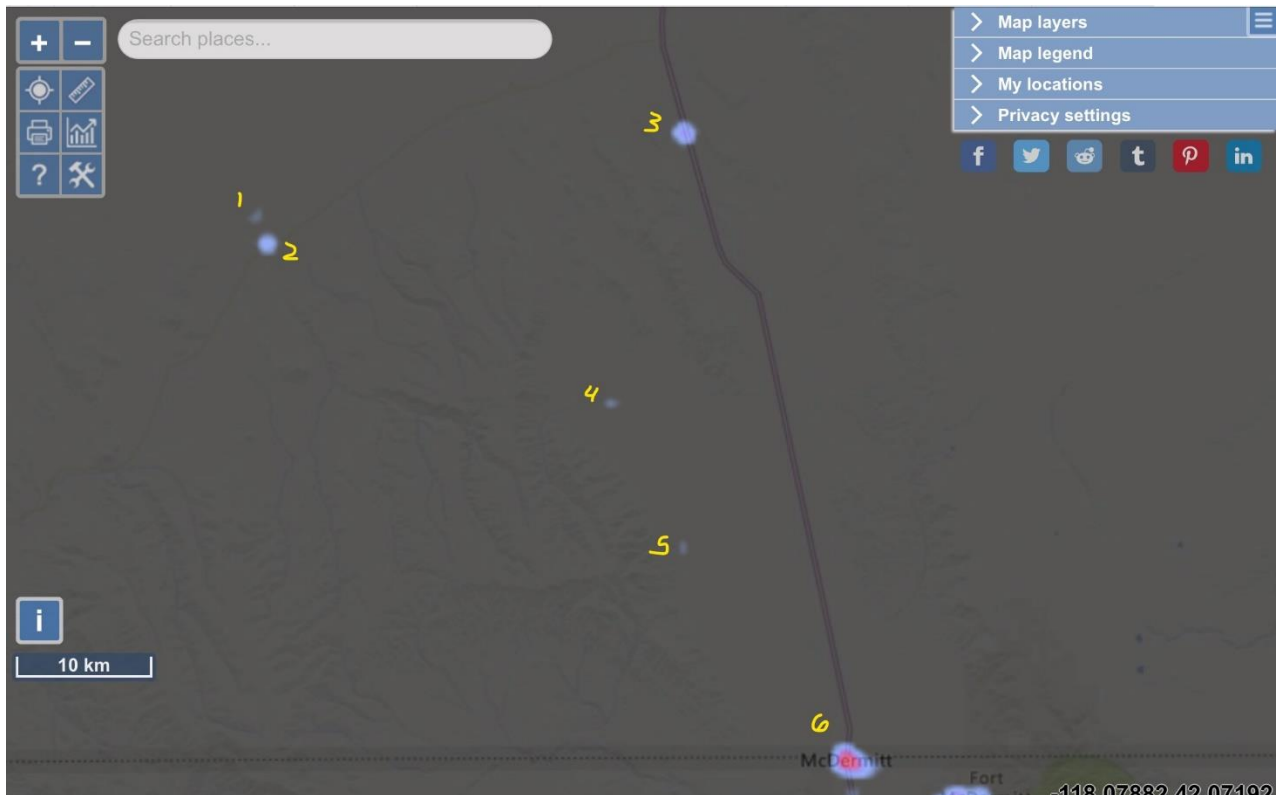 + −
Search places...
Map layers
Map legend
My locations
Privacy settings
?
f t in
3
1
2
4
5
i
10 km
6
McDermitt
Fort
-118.07882 42.07192